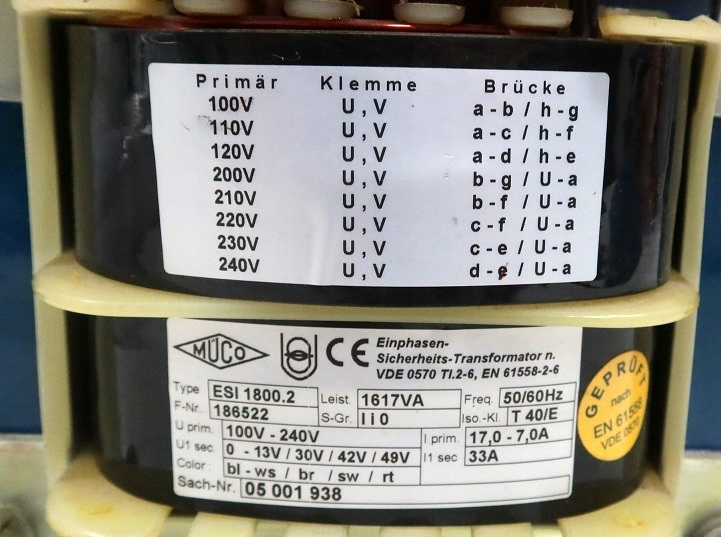 Primär Klemme Brücke
100V U , V a - b / h - g
110V U , V a - c / h - f
120V U , V a - d / h - e
200V U , V b - g / U - a
210V U , V b - f / U - a
220V U , V c - f / U - a
230V U , V c - e / U - a
240V U , V d - e / U - a
MÜCO CE Einphasen-
Sicherheits-Transformator n.
VDE 0570 Tl.2-6, EN 61558-2-6
Type ESI 1800.2 Leist. 1617VA Freq. 50/60Hz
F-Nr. 186522 S-Gr. I i 0 Iso.-Kl. T 40/E
U prim. 100V - 240V I prim. 17,0 - 7,0A
U1 sec 0 - 13V / 30V / 42V / 49V I1 sec 33A
Color bl - ws / br / sw / rt
Sach-Nr. 05 001 938
GEPRÜFT
nach
EN 61558
VDE 0570